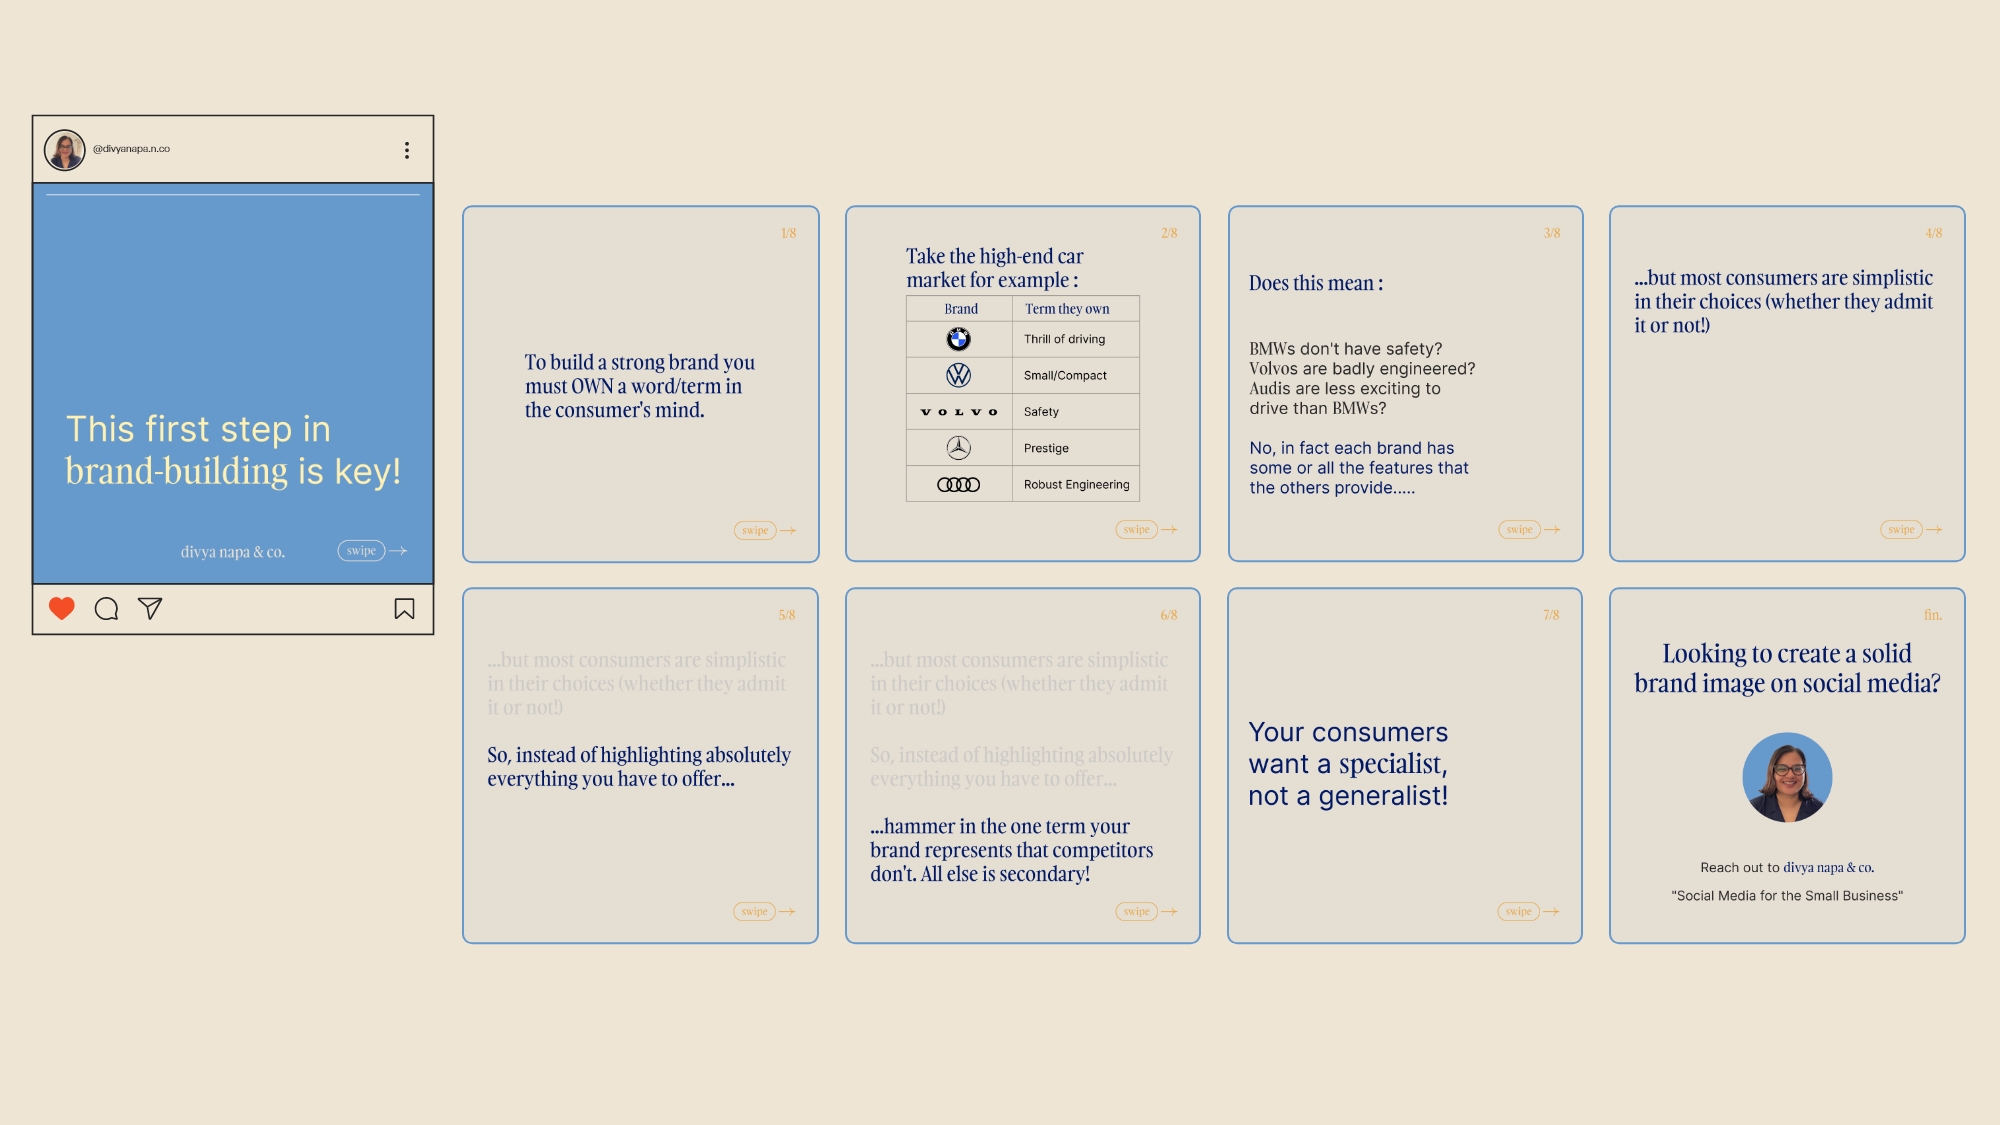 @divyanapa.n.co
This first step in
brand-building is key!
divya napa & co.
swipe
1/8
To build a strong brand you
must OWN a word/term in
the consumer's mind.
swipe
2/8
Take the high-end car
market for example :
Brand Term they own
Thrill of driving
Small/Compact
VOLVO Safety
Prestige
Robust Engineering
swipe
3/8
Does this mean :
BMWs don't have safety?
Volvos are badly engineered?
Audis are less exciting to
drive than BMWs?
No, in fact each brand has
some or all the features that
the others provide.....
swipe
4/8
...but most consumers are simplistic
in their choices (whether they admit
it or not!)
swipe
5/8
...but most consumers are simplistic
in their choices (whether they admit
it or not!)
So, instead of highlighting absolutely
everything you have to offer...
swipe
6/8
...but most consumers are simplistic
in their choices (whether they admit
it or not!)
So, instead of highlighting absolutely
everything you have to offer...
...hammer in the one term your
brand represents that competitors
don't. All else is secondary!
swipe
7/8
Your consumers
want a specialist,
not a generalist!
swipe
fin.
Looking to create a solid
brand image on social media?
Reach out to divya napa & co.
"Social Media for the Small Business"